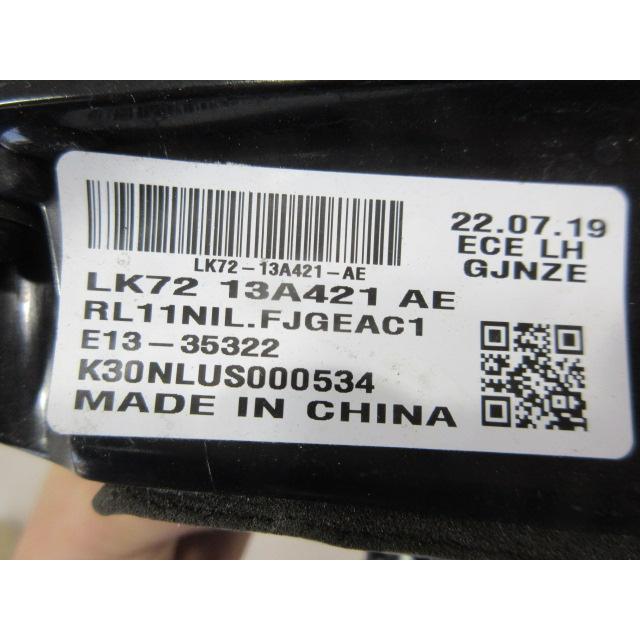 LK72-13A421-AE
LK72 13A421 AE
RL11NIL.FJGEAC1
E13-35322
K30NLUS000534
MADE IN CHINA
22.07.19
ECE LH
GJNZE